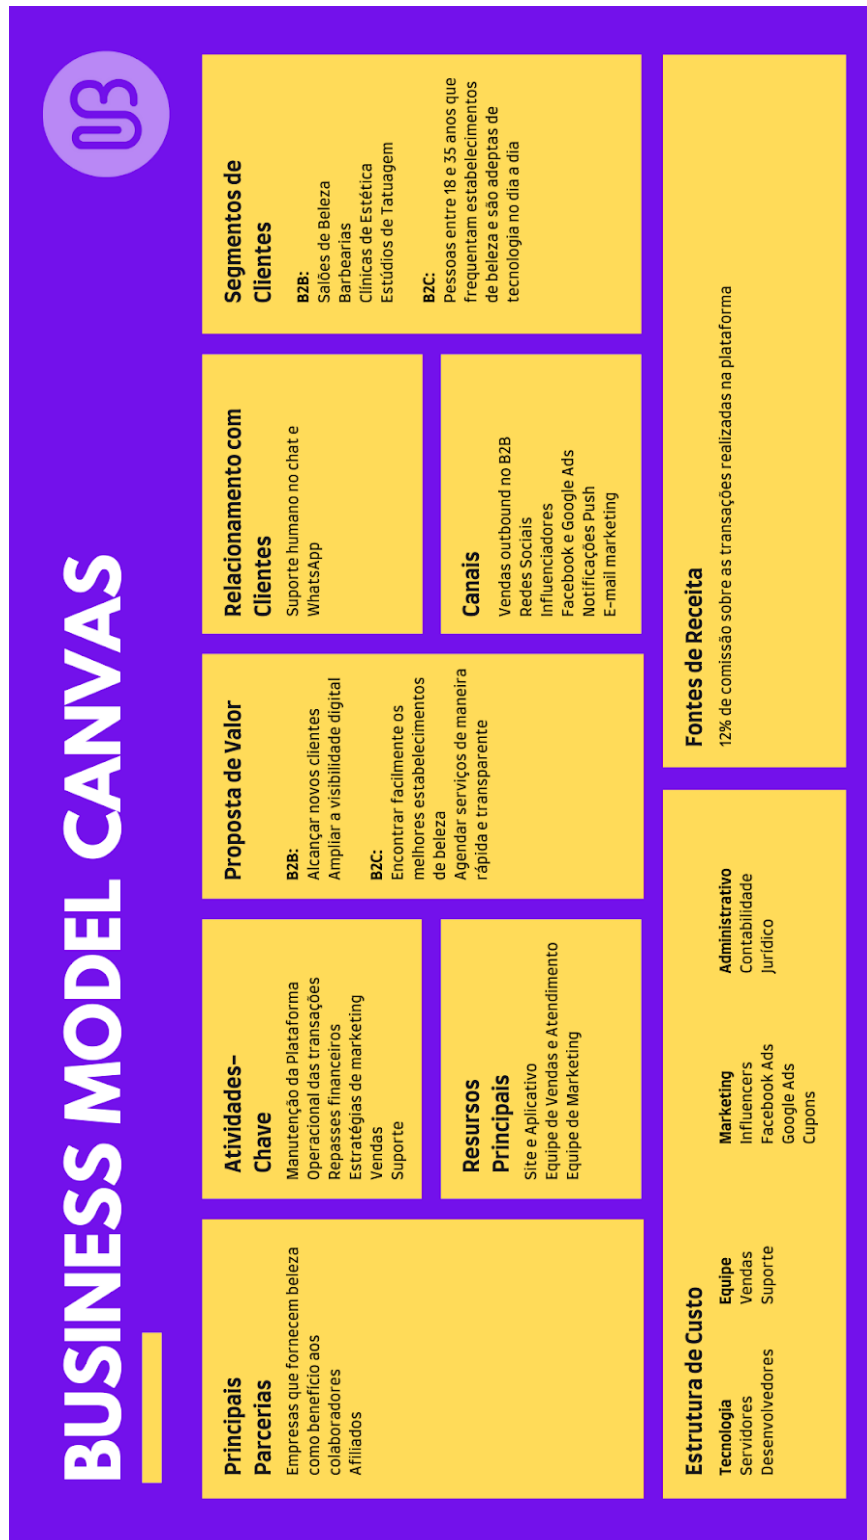 BUSINESS MODEL CANVAS
Principais
Parcerias
Empresas que fornecem beleza
como benefício aos
colaboradores
Afiliados
Atividades-
Chave
Manutenção da Plataforma
Operacional das transações
Repasses financeiros
Estratégias de marketing
Vendas
Suporte
Resursos
Principais
Site e Aplicativo
Equipe de Vendas e Atendimento
Equipe de Marketing
Proposta de Valor
B2B:
Alcançar novos clientes
Ampliar a visibilidade digital
B2C:
Encontrar facilmente os
melhores estabelecimentos
de beleza
Agendar serviços de maneira
rápida e transparente
Relacionamento com
Clientes
Suporte humano no chat e
WhatsApp
Canais
Vendas outbound no B2B
Redes Sociais
Influenciadores
Facebook e Google Ads
Notificações Push
E-mail marketing
Segmentos de
Clientes
B2B:
Salões de Beleza
Barbearias
Clínicas de Estética
Estúdios de Tatuagem
B2C:
Pessoas entre 18 e 35 anos que
frequentam estabelecimentos
de beleza e são adeptas de
tecnologia no dia a dia
Estrutura de Custo
Tecnologia
Servidores
Desenvolvedores
Equipe
Vendas
Suporte
Marketing
Influencers
Facebook Ads
Google Ads
Cupons
Administrativo
Contabilidade
Jurídico
Fontes de Receita
12% de comissão sobre as transações realizadas na plataforma